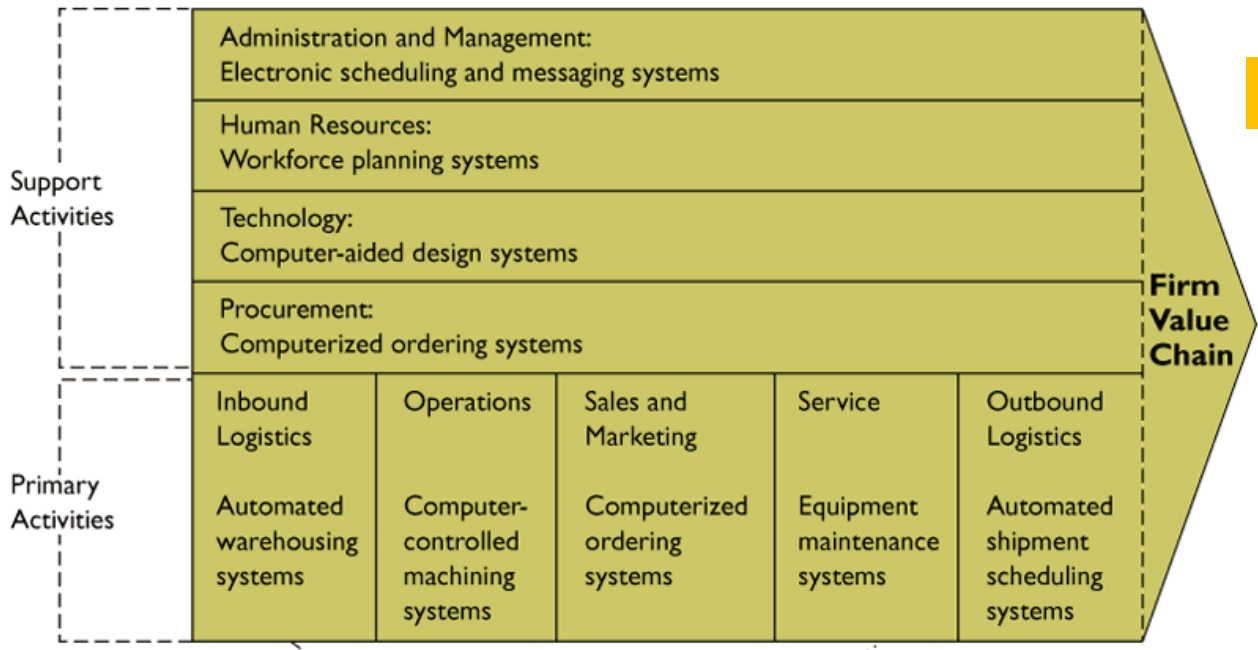 Administration and Management:
Electronic scheduling and messaging systems
Human Resources:
Workforce planning systems
Support
Activities
Technology:
Computer-aided design systems
Procurement:
Computerized ordering systems
Firm
Value
Chain
Primary
Activities
Inbound
Logistics
Automated
warehousing
systems
Operations
Computer-
controlled
machining
systems
Sales and
Marketing
Computerized
ordering
systems
Service
Equipment
maintenance
systems
Outbound
Logistics
Automated
shipment
scheduling
systems